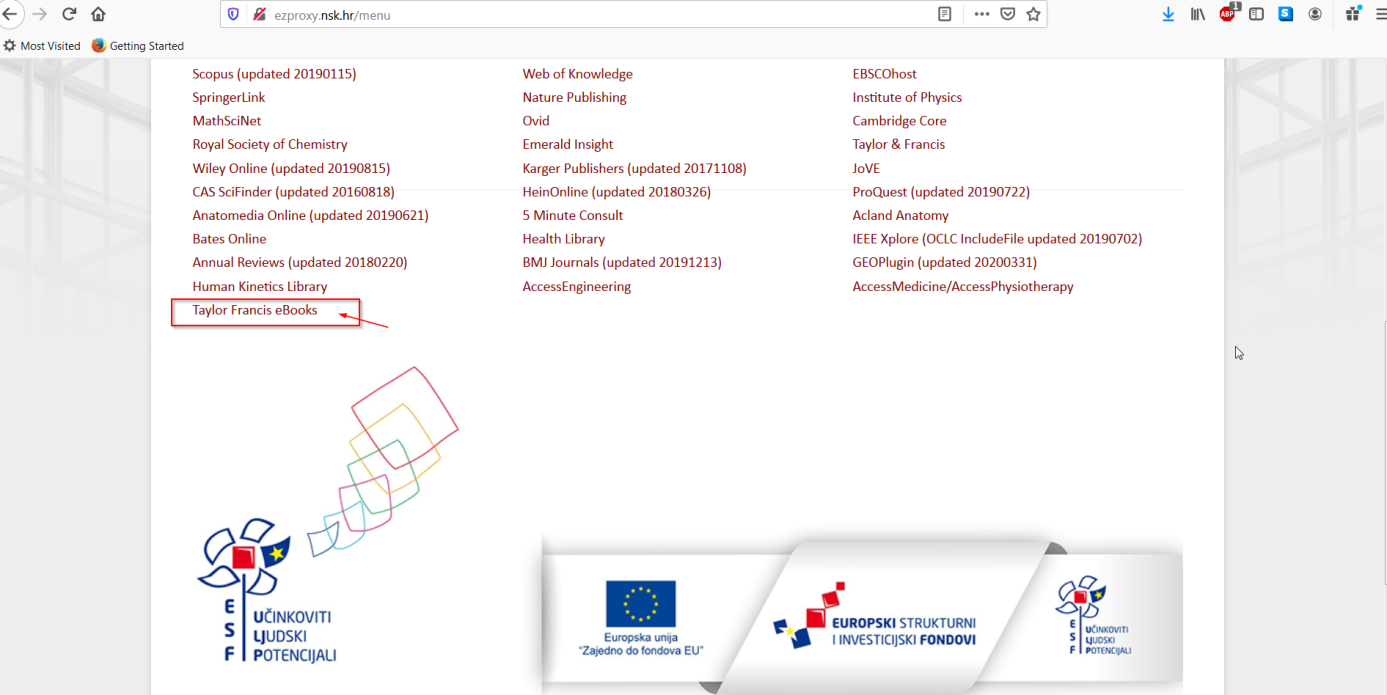 ezproxy.nsk.hr/menu
ABP
1
S
Most Visited
Getting Started
Scopus (updated 20190115)
Web of Knowledge
EBSCOhost
SpringerLink
Nature Publishing
Institute of Physics
MathSciNet
Ovid
Cambridge Core
Royal Society of Chemistry
Emerald Insight
Taylor & Francis
Wiley Online (updated 20190815)
Karger Publishers (updated 20171108)
JoVE
CAS SciFinder (updated 20160818)
HeinOnline (updated 20180326)
ProQuest (updated 20190722)
Anatomedia Online (updated 20190621)
5 Minute Consult
Acland Anatomy
Bates Online
Health Library
IEEE Xplore (OCLC IncludeFile updated 20190702)
Annual Reviews (updated 20180220)
BMJ Journals (updated 20191213)
GEOPlugin (updated 20200331)
Human Kinetics Library
AccessEngineering
AccessMedicine/AccessPhysiotherapy
Taylor Francis eBooks
ESF
UČINKOVITI
LJUDSKI
POTENCIJALI
Europska unija
"Zajedno do fondova EU"
EUROPSKI STRUKTURNI
I INVESTICIJSKI FONDOVI
ESF
UČINKOVITI
LJUDSKI
POTENCIJALI